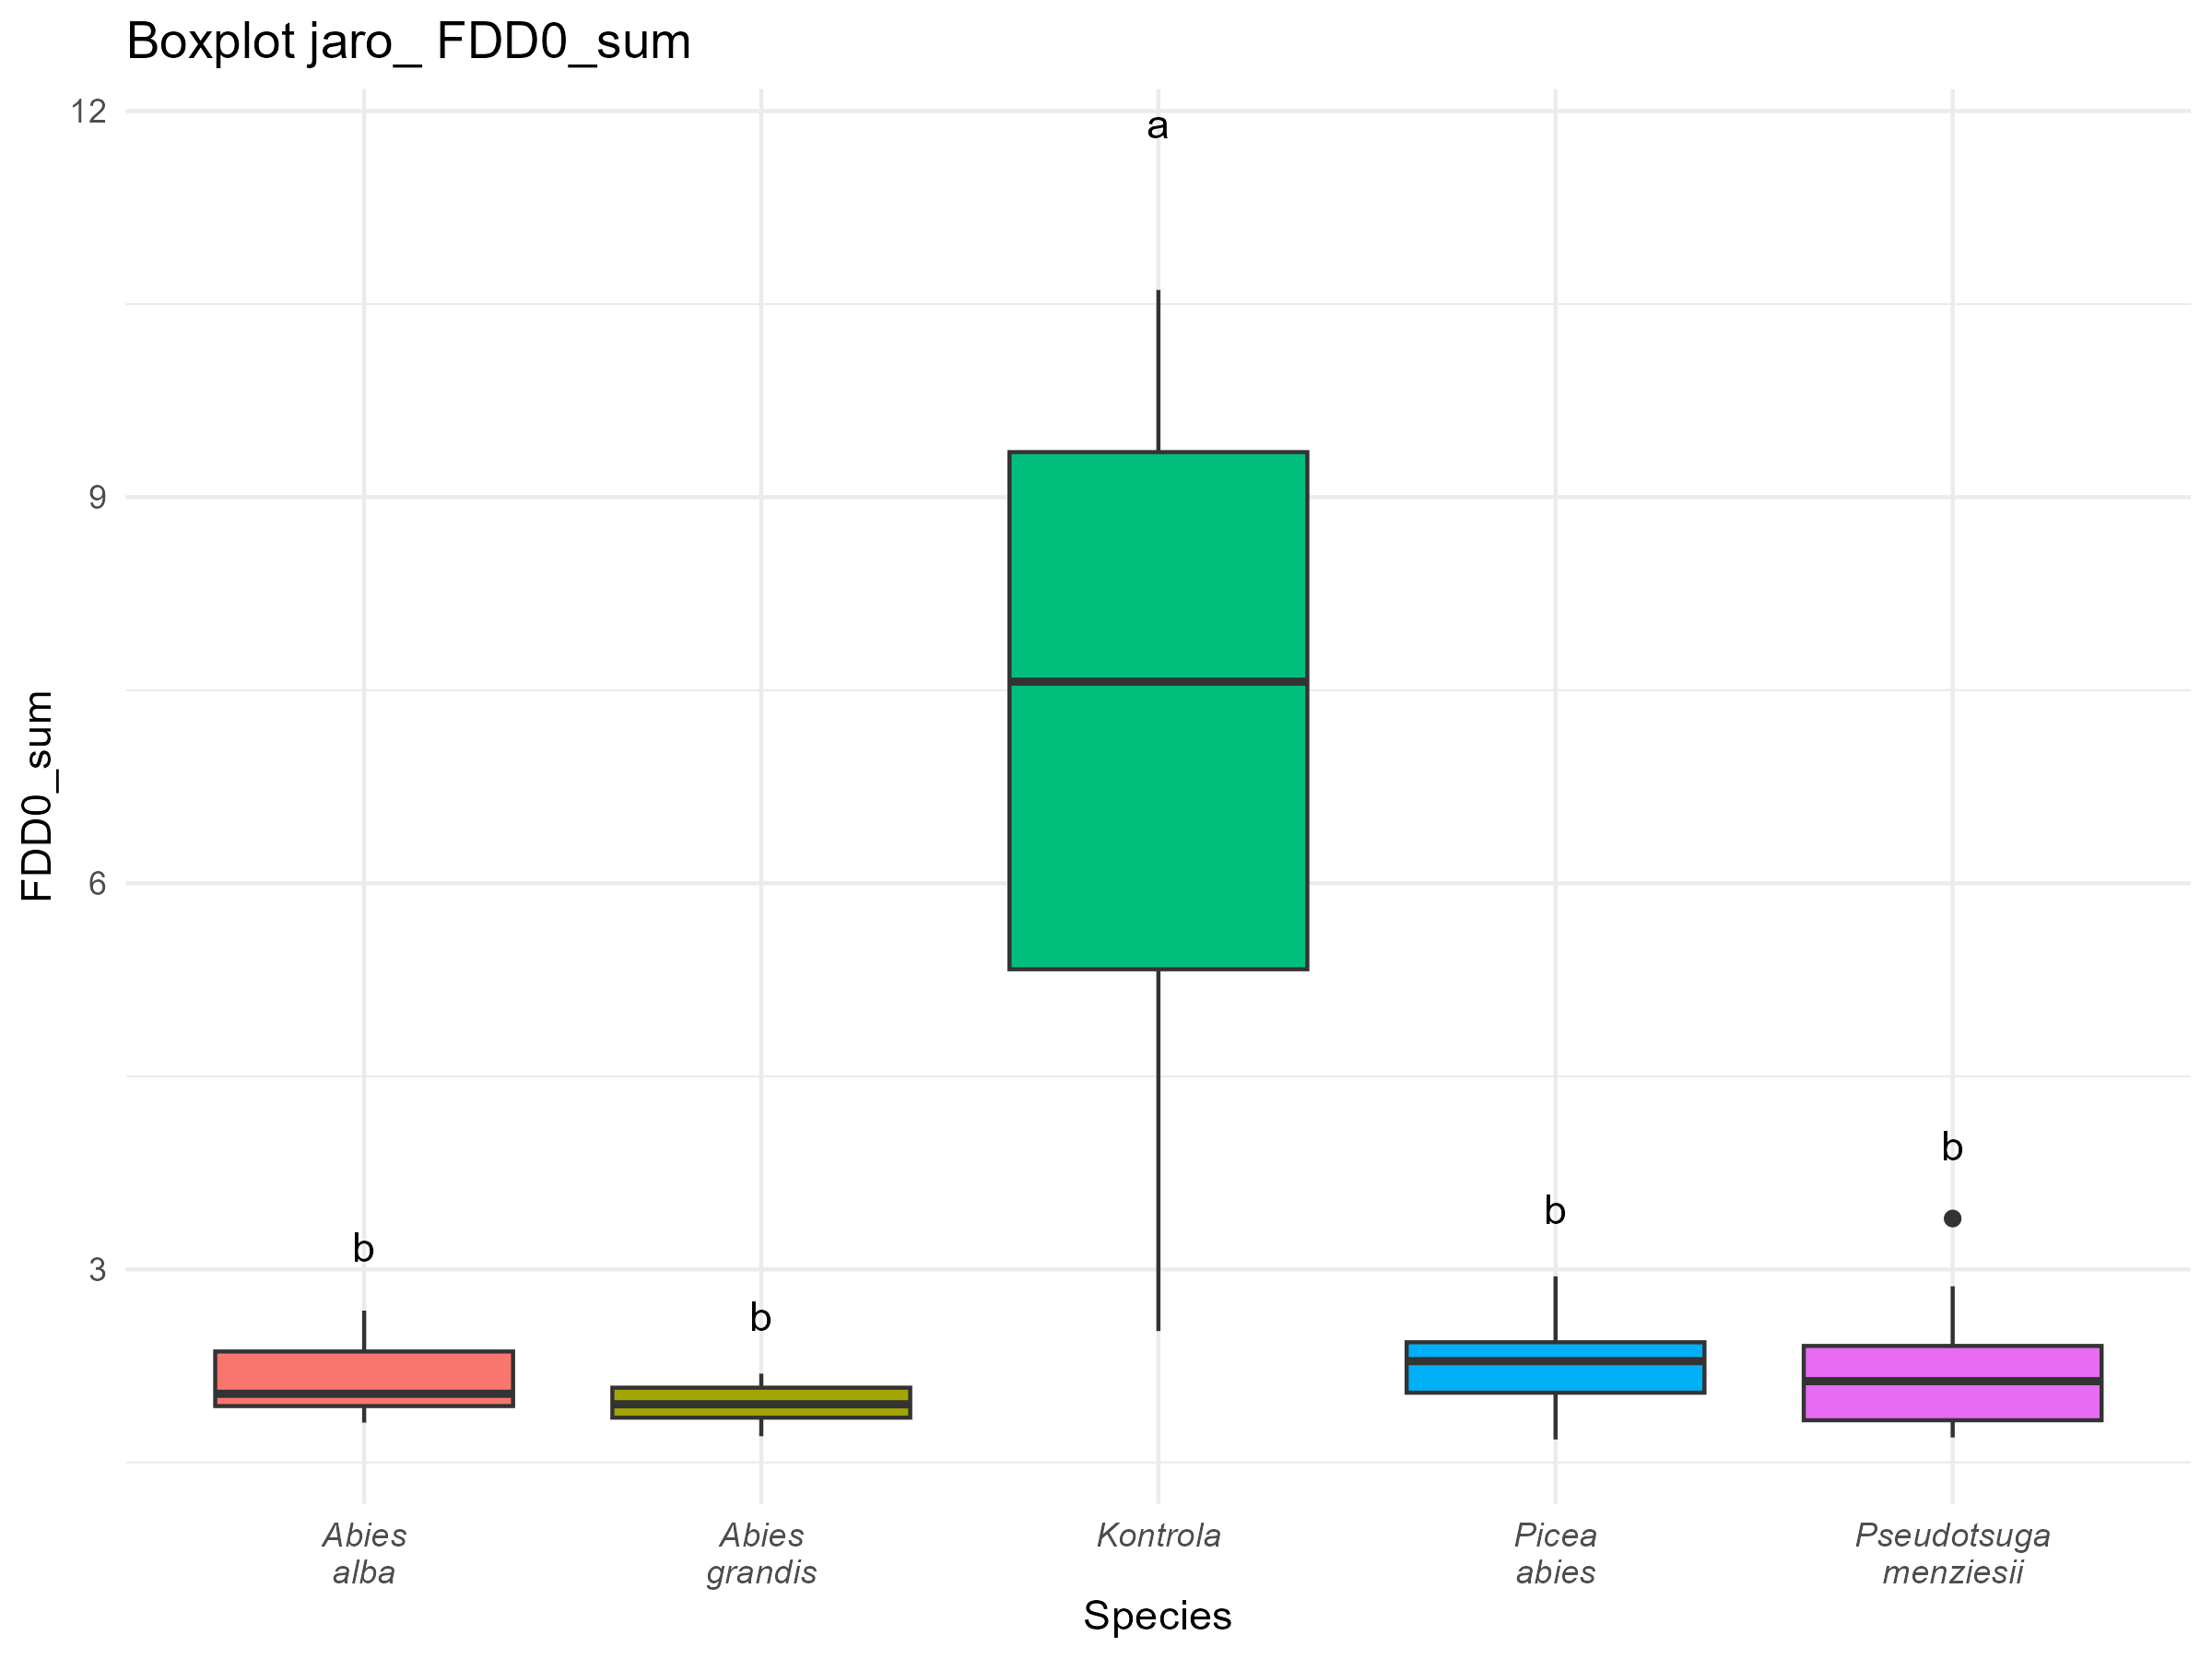 Boxplot jaro_ FDD0_sum
12
a
9
6
3
FDD0_sum
b
b
b
b
Abies
alba
Abies
grandis
Kontrola
Picea
abies
Pseudotsuga
menziesii
Species